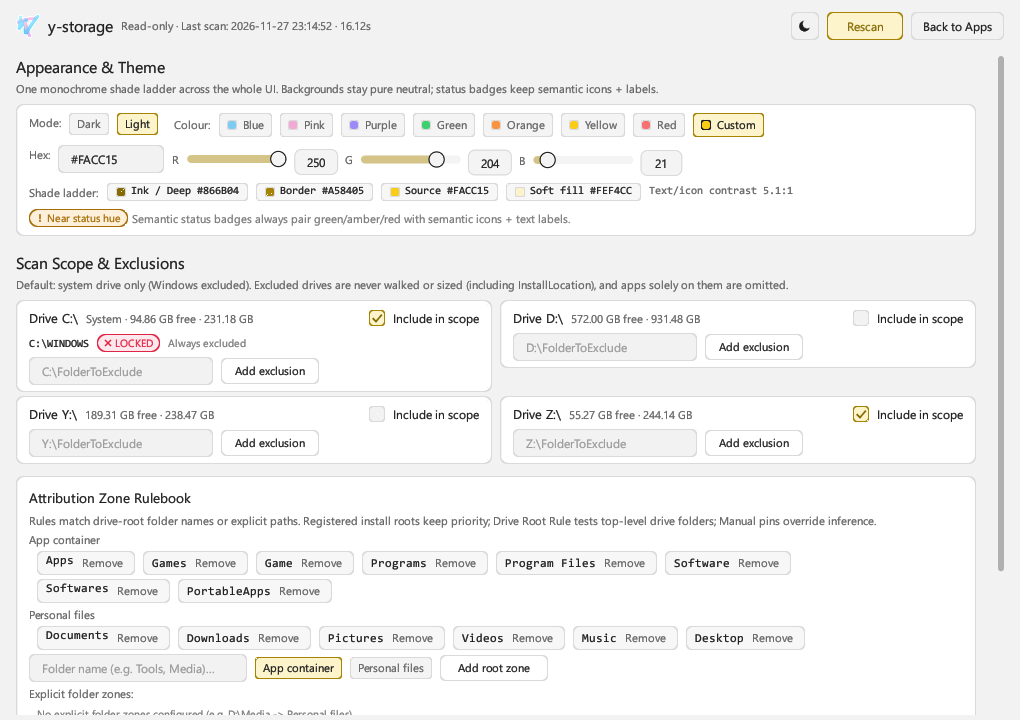 y-storage Read-only · Last scan: 2026-11-27 23:14:52 · 16.12s Rescan Back to Apps
Appearance & Theme
One monochrome shade ladder across the whole UI. Backgrounds stay pure neutral; status badges keep semantic icons + labels.
Mode: Dark Light Colour: Blue Pink Purple Green Orange Yellow Red Custom
Hex: #FACC15 R 250 G 204 B 21
Shade ladder: Ink / Deep #866B04 Border #A58405 Source #FACC15 Soft fill #FEF4CC Text/icon contrast 5.1:1
! Near status hue Semantic status badges always pair green/amber/red with semantic icons + text labels.
Scan Scope & Exclusions
Default: system drive only (Windows excluded). Excluded drives are never walked or sized (including InstallLocation), and apps solely on them are omitted.
Drive C:\ System · 94.86 GB free · 231.18 GB Include in scope
C:\WINDOWS ✕ LOCKED Always excluded
C:\FolderToExclude Add exclusion
Drive D:\ 572.00 GB free · 931.48 GB Include in scope
D:\FolderToExclude Add exclusion
Drive Y:\ 189.31 GB free · 238.47 GB Include in scope
Y:\FolderToExclude Add exclusion
Drive Z:\ 55.27 GB free · 244.14 GB Include in scope
Z:\FolderToExclude Add exclusion
Attribution Zone Rulebook
Rules match drive-root folder names or explicit paths. Registered install roots keep priority; Drive Root Rule tests top-level drive folders; Manual pins override inference.
App container
Apps Remove Games Remove Game Remove Programs Remove Program Files Remove Software Remove
Softwares Remove PortableApps Remove
Personal files
Documents Remove Downloads Remove Pictures Remove Videos Remove Music Remove Desktop Remove
Folder name (e.g. Tools, Media)... App container Personal files Add root zone
Explicit folder zones:
No explicit folder zones configured (e.g. D:\Media -> Personal files)